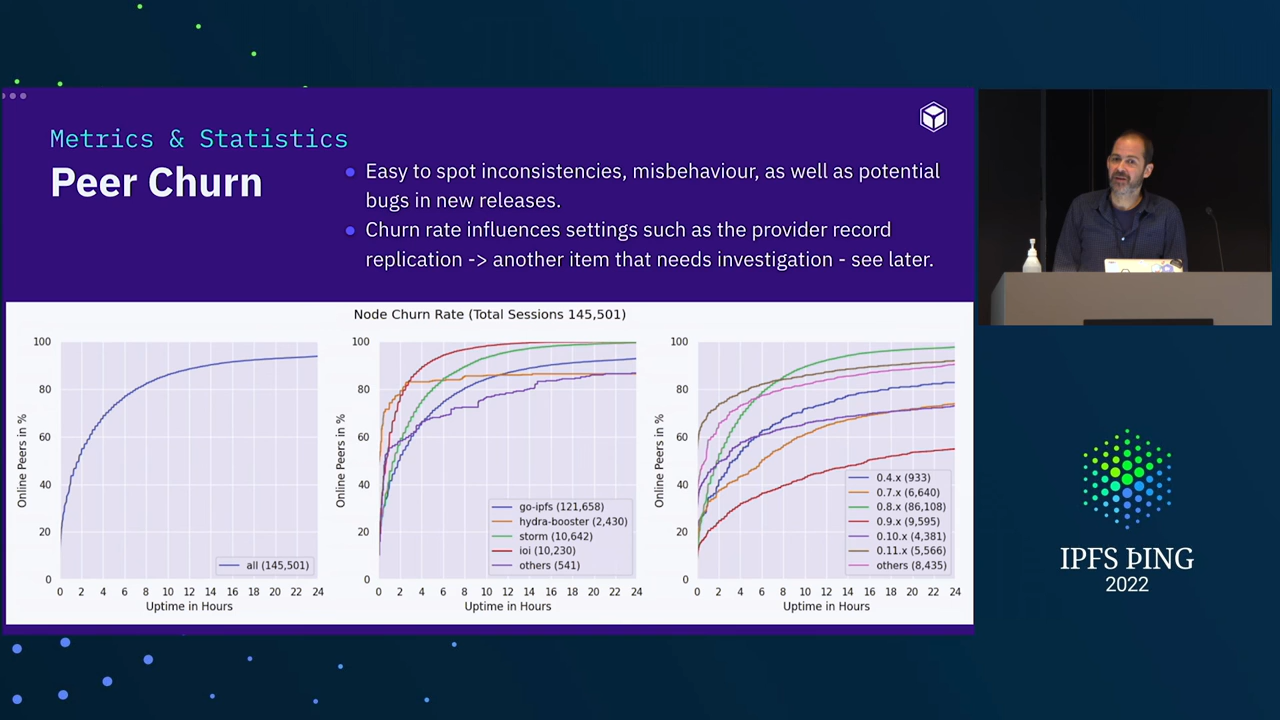 Metrics & Statistics
Peer Churn
Easy to spot inconsistencies, misbehaviour, as well as potential
bugs in new releases.
Churn rate influences settings such as the provider record
replication -> another item that needs investigation - see later.
Node Churn Rate (Total Sessions 145,501)
Online Peers in %
100
80
60
40
20
0
all (145,501)
0 2 4 6 8 10 12 14 16 18 20 22 24
Uptime in Hours
Online Peers in %
100
80
60
40
20
0
go-ipfs (121,658)
hydra-booster (2,430)
storm (10,642)
ioi (10,230)
others (541)
0 2 4 6 8 10 12 14 16 18 20 22 24
Uptime in Hours
Online Peers in %
100
80
60
40
20
0
0.4.x (933)
0.7.x (6,640)
0.8.x (86,108)
0.9.x (9,595)
0.10.x (4,381)
0.11.x (5,566)
others (8,435)
0 2 4 6 8 10 12 14 16 18 20 22 24
Uptime in Hours
IPFS ÞING
2022